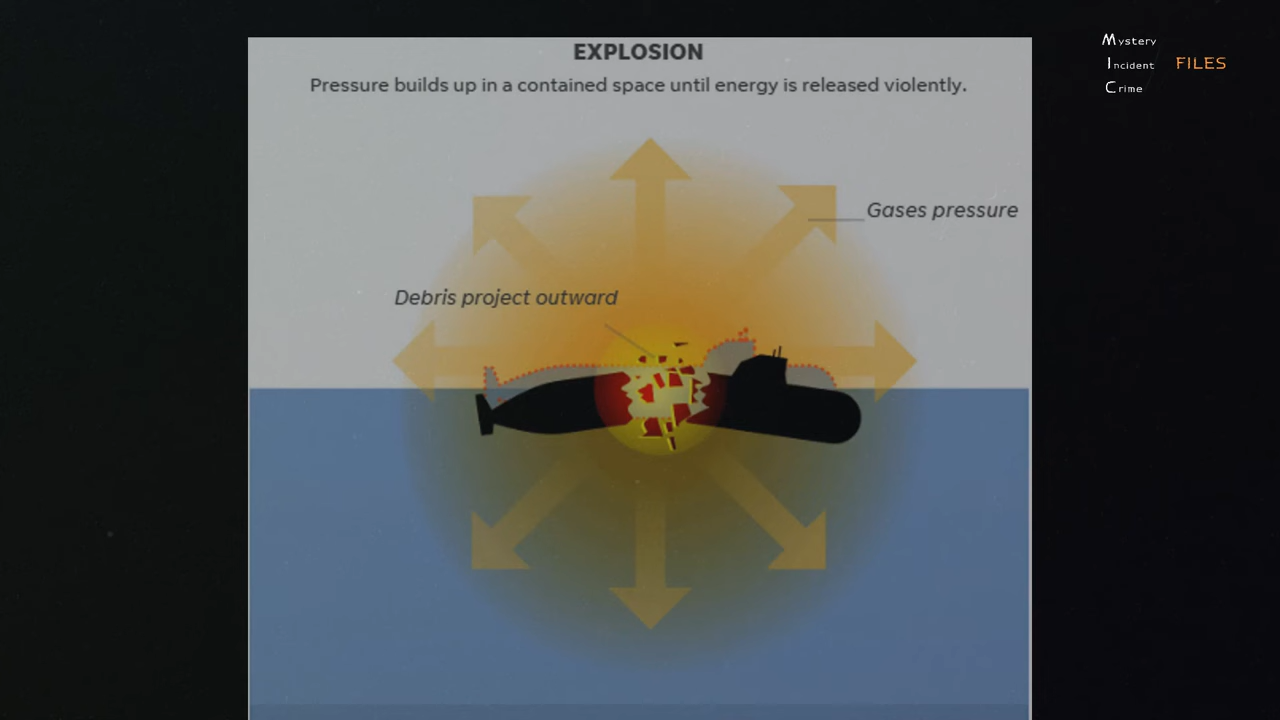 EXPLOSION
Pressure builds up in a contained space until energy is released violently.
Mystery
Incident FILES
Crime
Gases pressure
Debris project outward